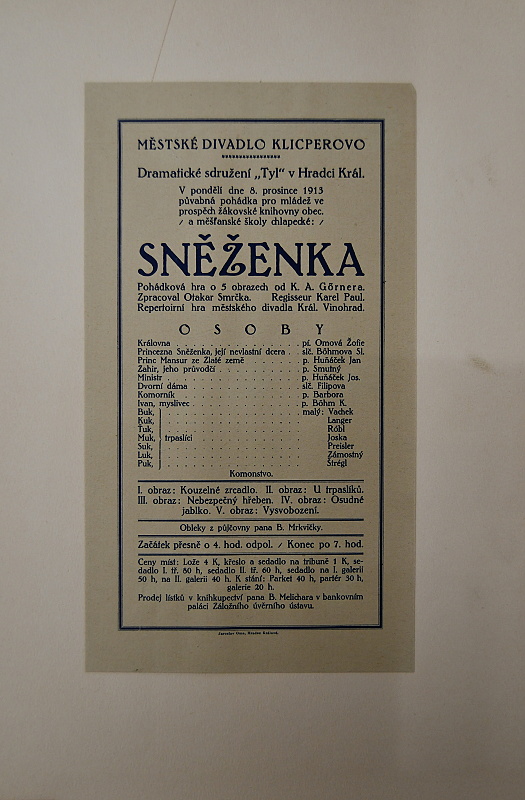 MĚSTSKÉ DIVADLO KLICPEROVO
Dramatické sdružení „Tyl“ v Hradci Král.
V pondělí dne 8. prosince 1913
půvabná pohádka pro mládež ve
prospěch žákovské knihovny obec.
/ a měšťanské školy chlapecké: /
SNĚŽENKA
Pohádková hra o 5 obrazech od K. A. Görnera.
Zpracoval Otakar Smrčka. Regisseur Karel Paul.
Repertoirní hra městského divadla Král. Vinohrad.
OSOBY
Královna . . . . . . . . . . . . . . pí. Omová Žofie
Princezna Sněženka, její nevlastní dcera . . slč. Böhmova Sl.
Princ Mansur ze Zlaté země . . . . . . p. Huňáček Jan
Zahir, jeho průvodčí . . . . . . . . p. Smutný
Ministr . . . . . . . . . . . . . . p. Huňáček Jos.
Dvorní dáma . . . . . . . . . . . . slč. Filipova
Komorník . . . . . . . . . . . . . p. Barbora
Ivan, myslivec . . . . . . . . . . . p. Böhm K.
Buk, . . . . . . . . . . . . malý: Vachek
Kuk, . . . . . . . . . . . . Langer
Ťuk, . . . . . . . . . . . . Röbl
Muk, trpaslíci . . . . . . . . . Joska
Suk, . . . . . . . . . . . . Preisler
Luk, . . . . . . . . . . . . Zámostný
Puk, . . . . . . . . . . . . Strégl
Komonstvo.
I. obraz: Kouzelné zrcadlo. II. obraz: U trpaslíků.
III. obraz: Nebezpečný hřeben. IV. obraz: Osudné
jablko. V. obraz: Vysvobození.
Obleky z půjčovny pana B. Mrkvičky.
Začátek přesně o 4. hod. odpol. / Konec po 7. hod.
Ceny míst: Lože 4 K, křeslo a sedadlo na tribuně 1 K, se-
dadlo I. tř. 80 h, sedadlo II. tř. 60 h, sedadlo na I. galerii
50 h, na II. galerii 40 h. K stání: Parket 40 h, partér 30 h,
galerie 20 h.
Prodej lístků v knihkupectví pana B. Melichara v bankovním
paláci Záložního úvěrního ústavu.